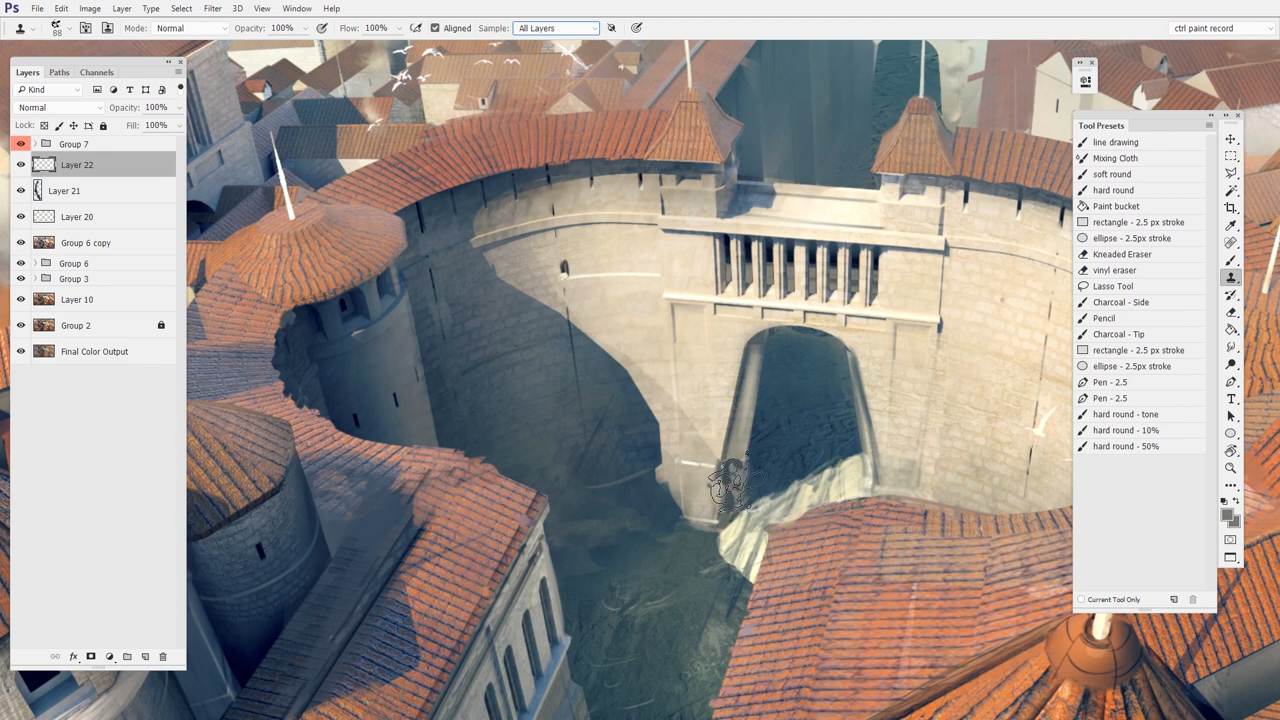 Ps File Edit Image Layer Type Select Filter 3D View Window Help
88 Mode: Normal Opacity: 100% Flow: 100% Aligned Sample: All Layers ctrl paint record
Layers Paths Channels
Kind
Normal Opacity: 100%
Lock: Fill: 100%
Group 7
Layer 22
Layer 21
Layer 20
Group 6 copy
Group 6
Group 3
Layer 10
Group 2
Final Color Output
fx
Tool Presets
line drawing
Mixing Cloth
soft round
hard round
Paint bucket
rectangle - 2.5 px stroke
ellipse - 2.5px stroke
Kneaded Eraser
vinyl eraser
Lasso Tool
Charcoal - Side
Pencil
Charcoal - Tip
rectangle - 2.5 px stroke
ellipse - 2.5px stroke
Pen - 2.5
Pen - 2.5
hard round - tone
hard round - 10%
hard round - 50%
Current Tool Only